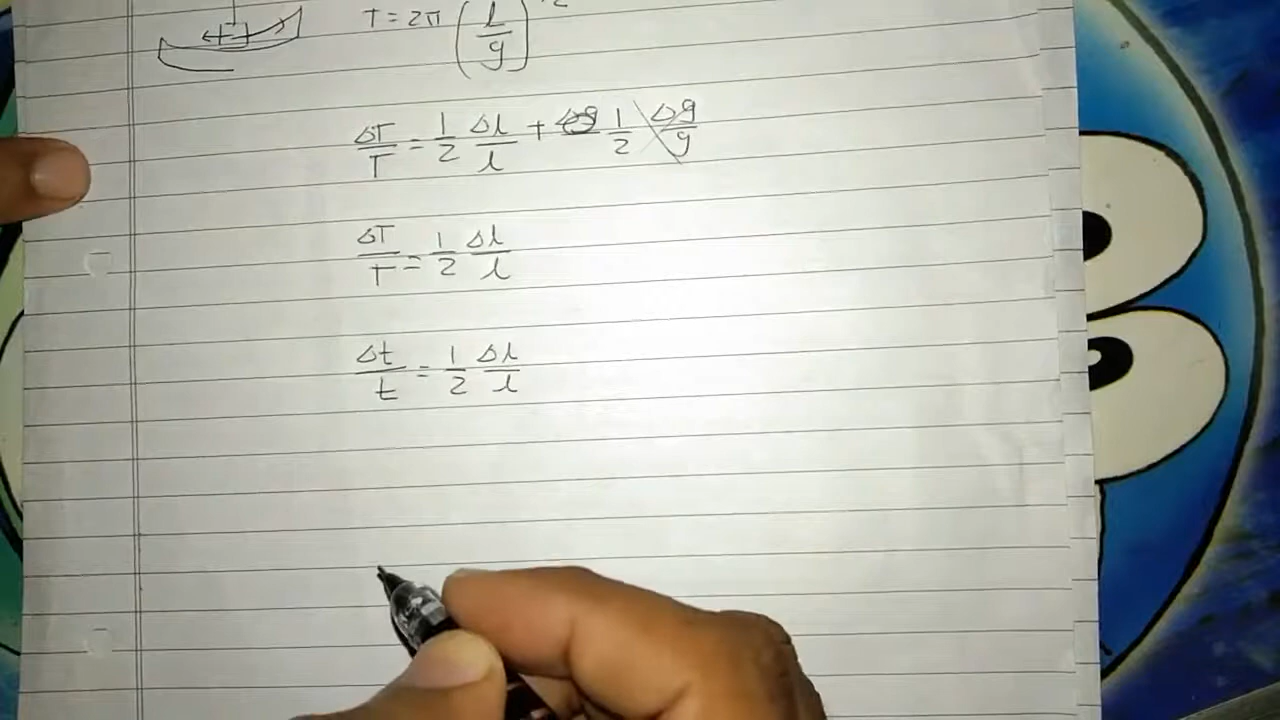 T = 2π (l/g)^1/2
ΔT/T = 1/2 Δl/l + 1/2 Δg/g
ΔT/T = 1/2 Δl/l
Δt/t = 1/2 Δl/l